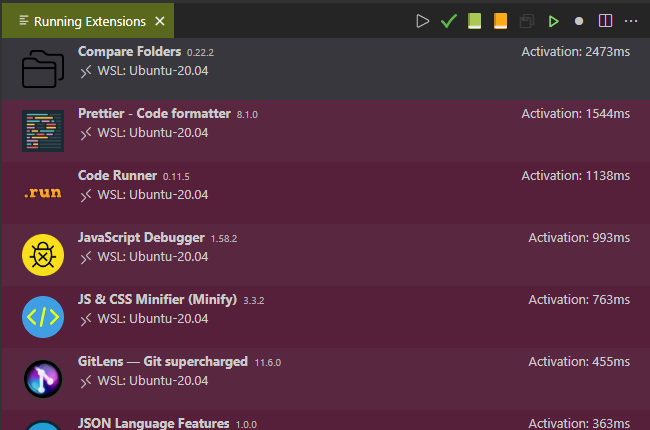 Running Extensions
Compare Folders 0.22.2 Activation: 2473ms
WSL: Ubuntu-20.04
Prettier - Code formatter 8.1.0 Activation: 1544ms
WSL: Ubuntu-20.04
.run
Code Runner 0.11.5 Activation: 1138ms
WSL: Ubuntu-20.04
JavaScript Debugger 1.58.2 Activation: 993ms
WSL: Ubuntu-20.04
JS & CSS Minifier (Minify) 3.3.2 Activation: 763ms
WSL: Ubuntu-20.04
GitLens — Git supercharged 11.6.0 Activation: 455ms
WSL: Ubuntu-20.04
JSON Language Features 1.0.0 Activation: 363ms